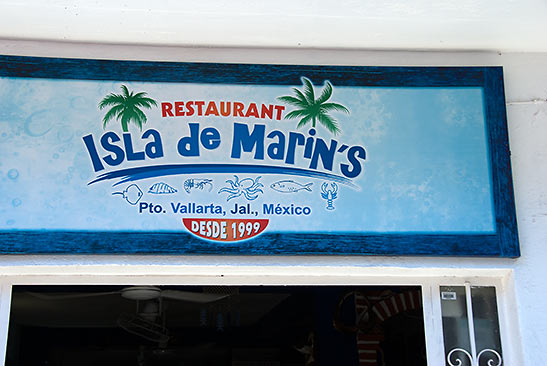 RESTAURANT
ISLA de MARIN'S
Pto. Vallarta, Jal., México
DESDE 1999